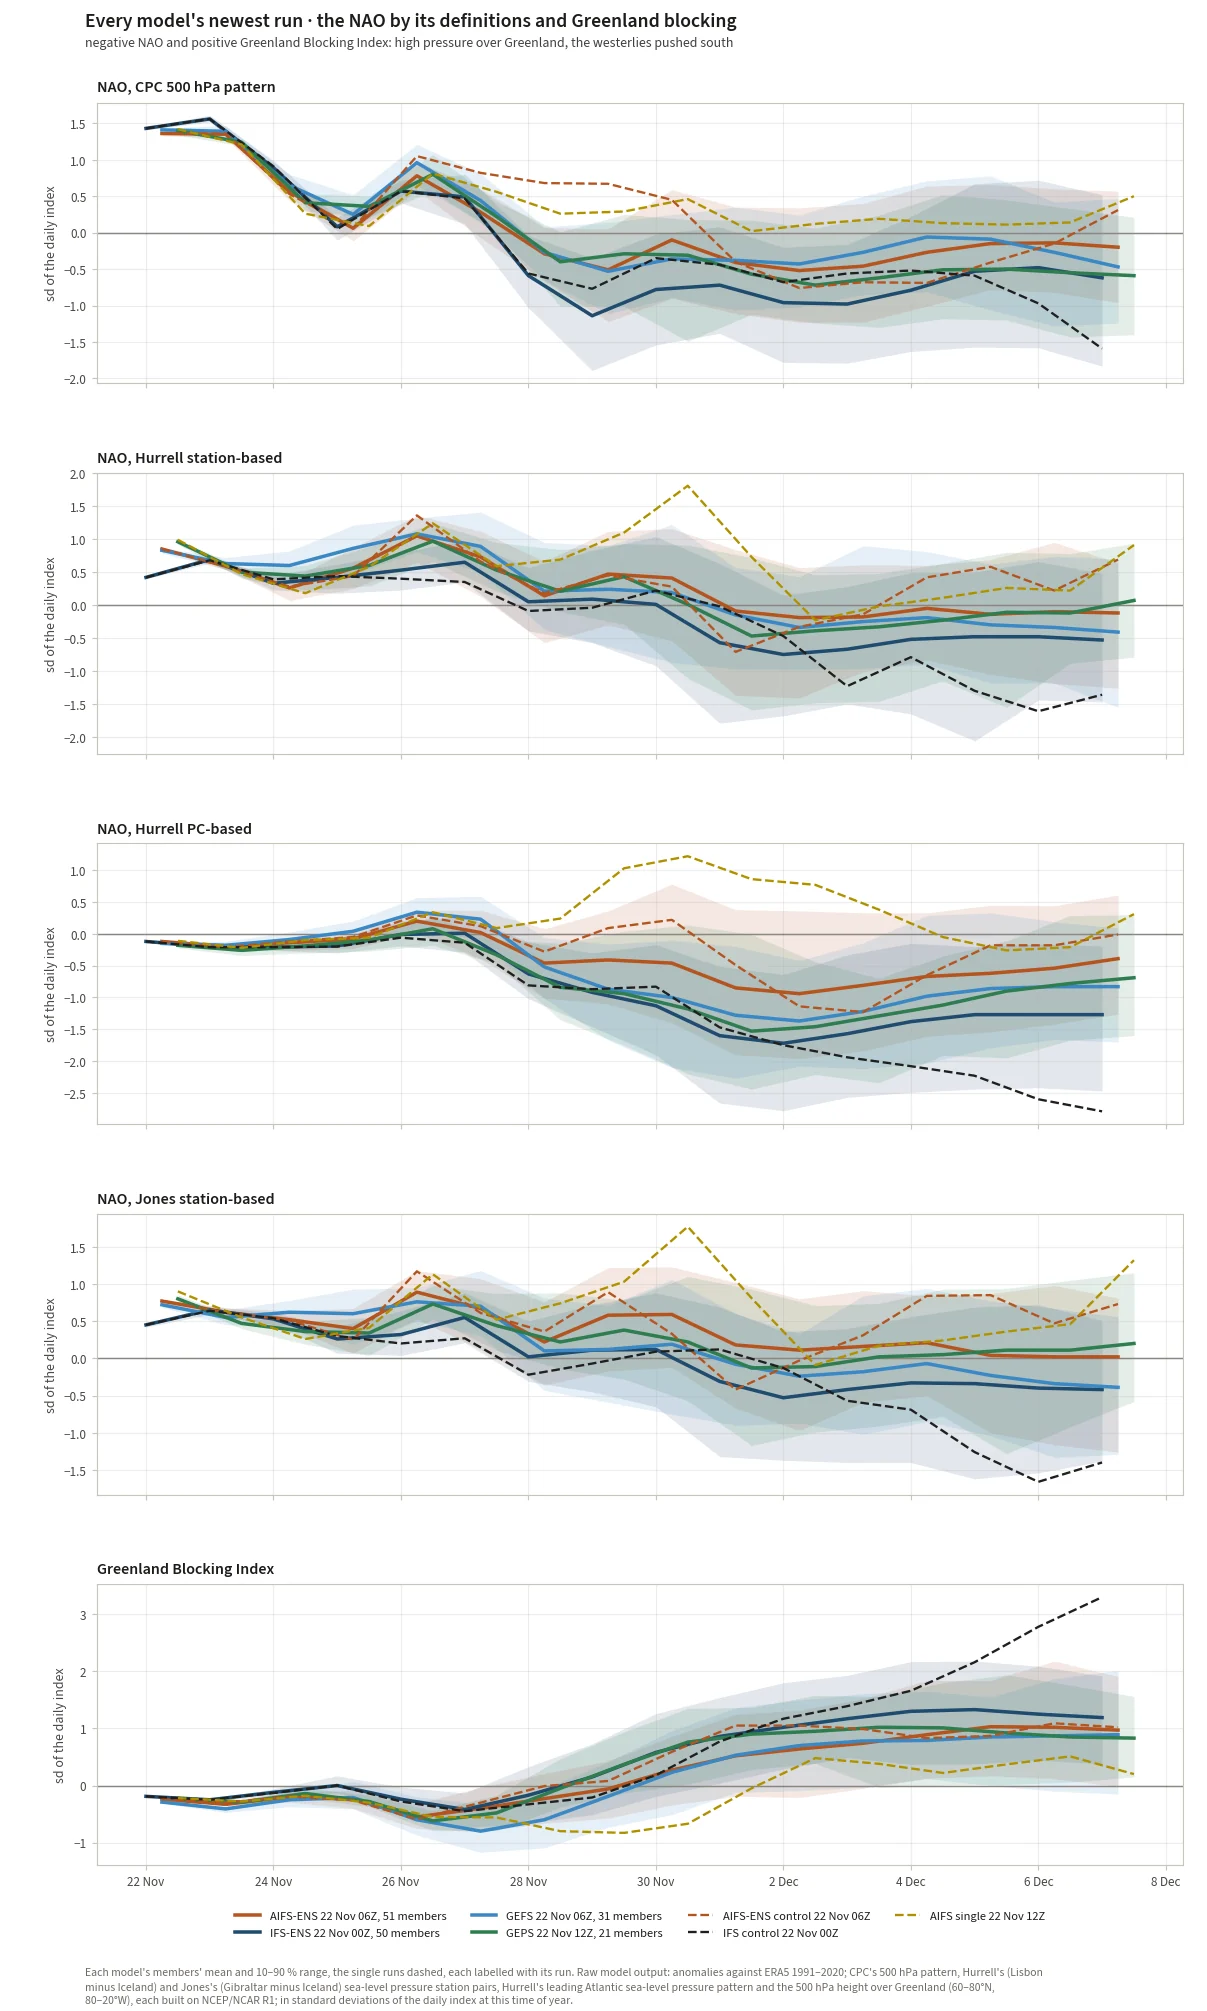 Every model's newest run · the NAO by its definitions and Greenland blocking
negative NAO and positive Greenland Blocking Index: high pressure over Greenland, the westerlies pushed south
NAO, CPC 500 hPa pattern
sd of the daily index
1.5
1.0
0.5
0.0
−0.5
−1.0
−1.5
−2.0
NAO, Hurrell station-based
sd of the daily index
2.0
1.5
1.0
0.5
0.0
−0.5
−1.0
−1.5
−2.0
NAO, Hurrell PC-based
sd of the daily index
1.0
0.5
0.0
−0.5
−1.0
−1.5
−2.0
−2.5
NAO, Jones station-based
sd of the daily index
1.5
1.0
0.5
0.0
−0.5
−1.0
−1.5
Greenland Blocking Index
sd of the daily index
3
2
1
0
−1
22 Nov 24 Nov 26 Nov 28 Nov 30 Nov 2 Dec 4 Dec 6 Dec 8 Dec
AIFS-ENS 22 Nov 06Z, 51 members GEFS 22 Nov 06Z, 31 members AIFS-ENS control 22 Nov 06Z AIFS single 22 Nov 12Z
IFS-ENS 22 Nov 00Z, 50 members GEPS 22 Nov 12Z, 21 members IFS control 22 Nov 00Z
Each model's members' mean and 10–90 % range, the single runs dashed, each labelled with its run. Raw model output: anomalies against ERA5 1991–2020; CPC's 500 hPa pattern, Hurrell's (Lisbon
minus Iceland) and Jones's (Gibraltar minus Iceland) sea-level pressure station pairs, Hurrell's leading Atlantic sea-level pressure pattern and the 500 hPa height over Greenland (60–80°N,
80–20°W), each built on NCEP/NCAR R1; in standard deviations of the daily index at this time of year.